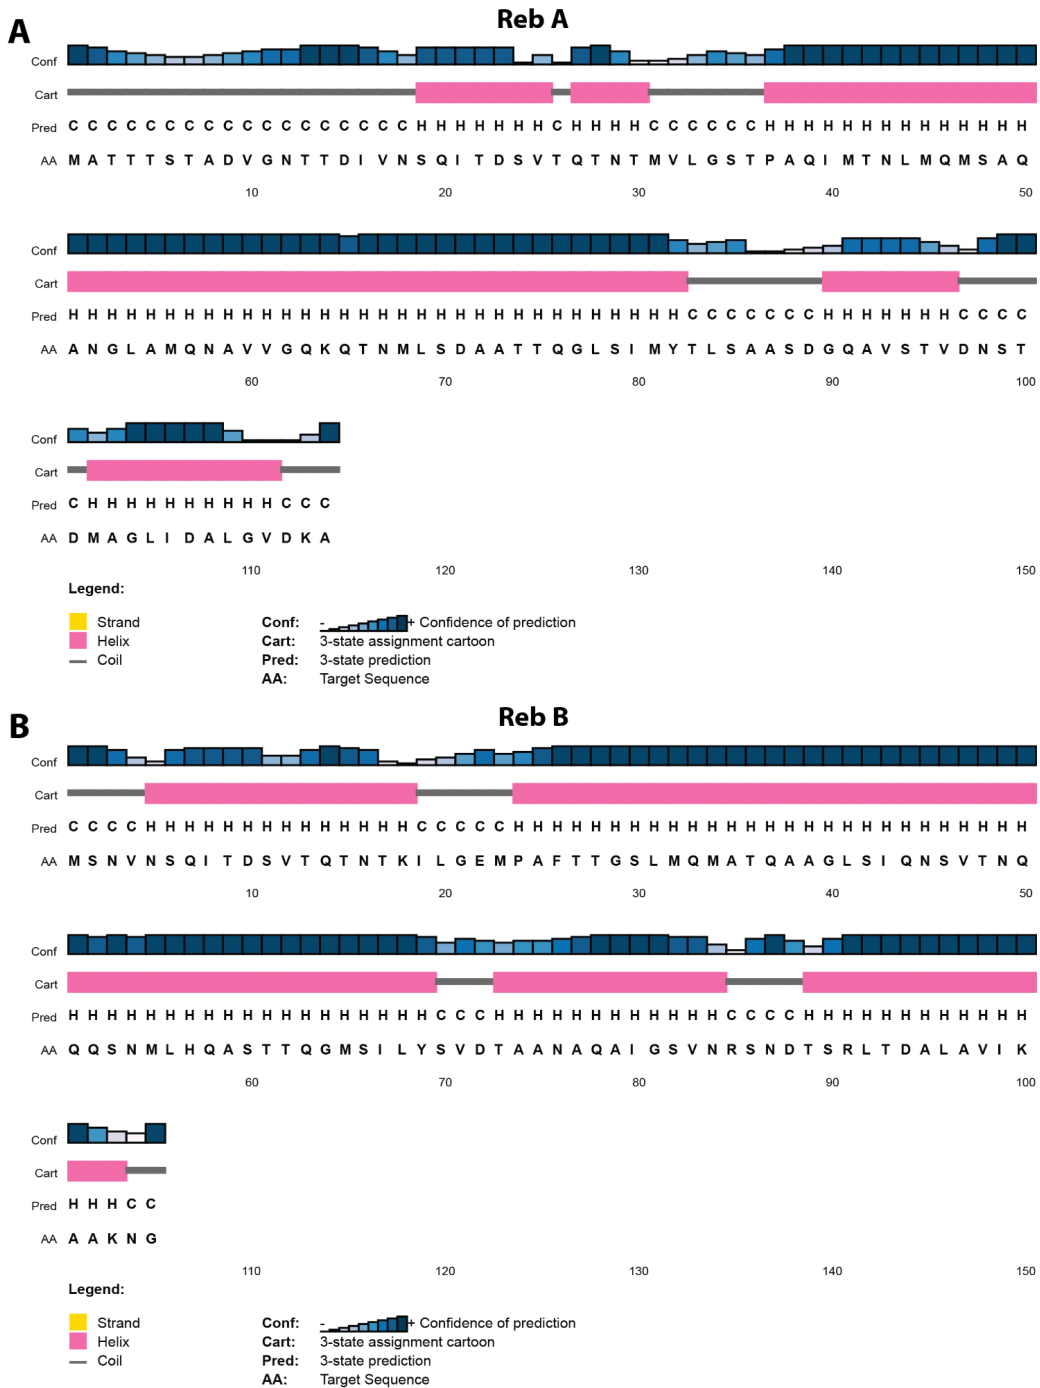 A
Reb A
Conf
Cart
Pred C C C C C C C C C C C C C C C C C C H H H H H H H C H H H H C C C C C C H H H H H H H H H H H H H H
AA M A T T T S T A D V G N T T D I V N S Q I T D S V T Q T N T M V L G S T P A Q I M T N L M Q M S A Q
10 20 30 40 50
Conf
Cart
Pred H H H H H H H H H H H H H H H H H H H H H H H H H H H H H H H H C C C C C C C H H H H H H H C C C C
AA A N G L A M Q N A V V G Q K Q T N M L S D A A T T Q G L S I M Y T L S A A S D G Q A V S T V D N S T
60 70 80 90 100
Conf
Cart
Pred C H H H H H H H H H H C C C
AA D M A G L I D A L G V D K A
110 120 130 140 150
Legend:
Strand
Helix
Coil
Conf: - + Confidence of prediction
Cart: 3-state assignment cartoon
Pred: 3-state prediction
AA: Target Sequence
B
Reb B
Conf
Cart
Pred C C C C H H H H H H H H H H H H H H C C C C C H H H H H H H H H H H H H H H H H H H H H H H H H H H
AA M S N V N S Q I T D S V T Q T N T K I L G E M P A F T T G S L M Q M A T Q A A G L S I Q N S V T N Q
10 20 30 40 50
Conf
Cart
Pred H H H H H H H H H H H H H H H H H H H C C C H H H H H H H H H H H H C C C C H H H H H H H H H H H H
AA Q Q S N M L H Q A S T T Q G M S I L Y S V D T A A N A Q A I G S V N R S N D T S R L T D A L A V I K
60 70 80 90 100
Conf
Cart
Pred H H H C C
AA A A K N G
110 120 130 140 150
Legend:
Strand
Helix
Coil
Conf: - + Confidence of prediction
Cart: 3-state assignment cartoon
Pred: 3-state prediction
AA: Target Sequence